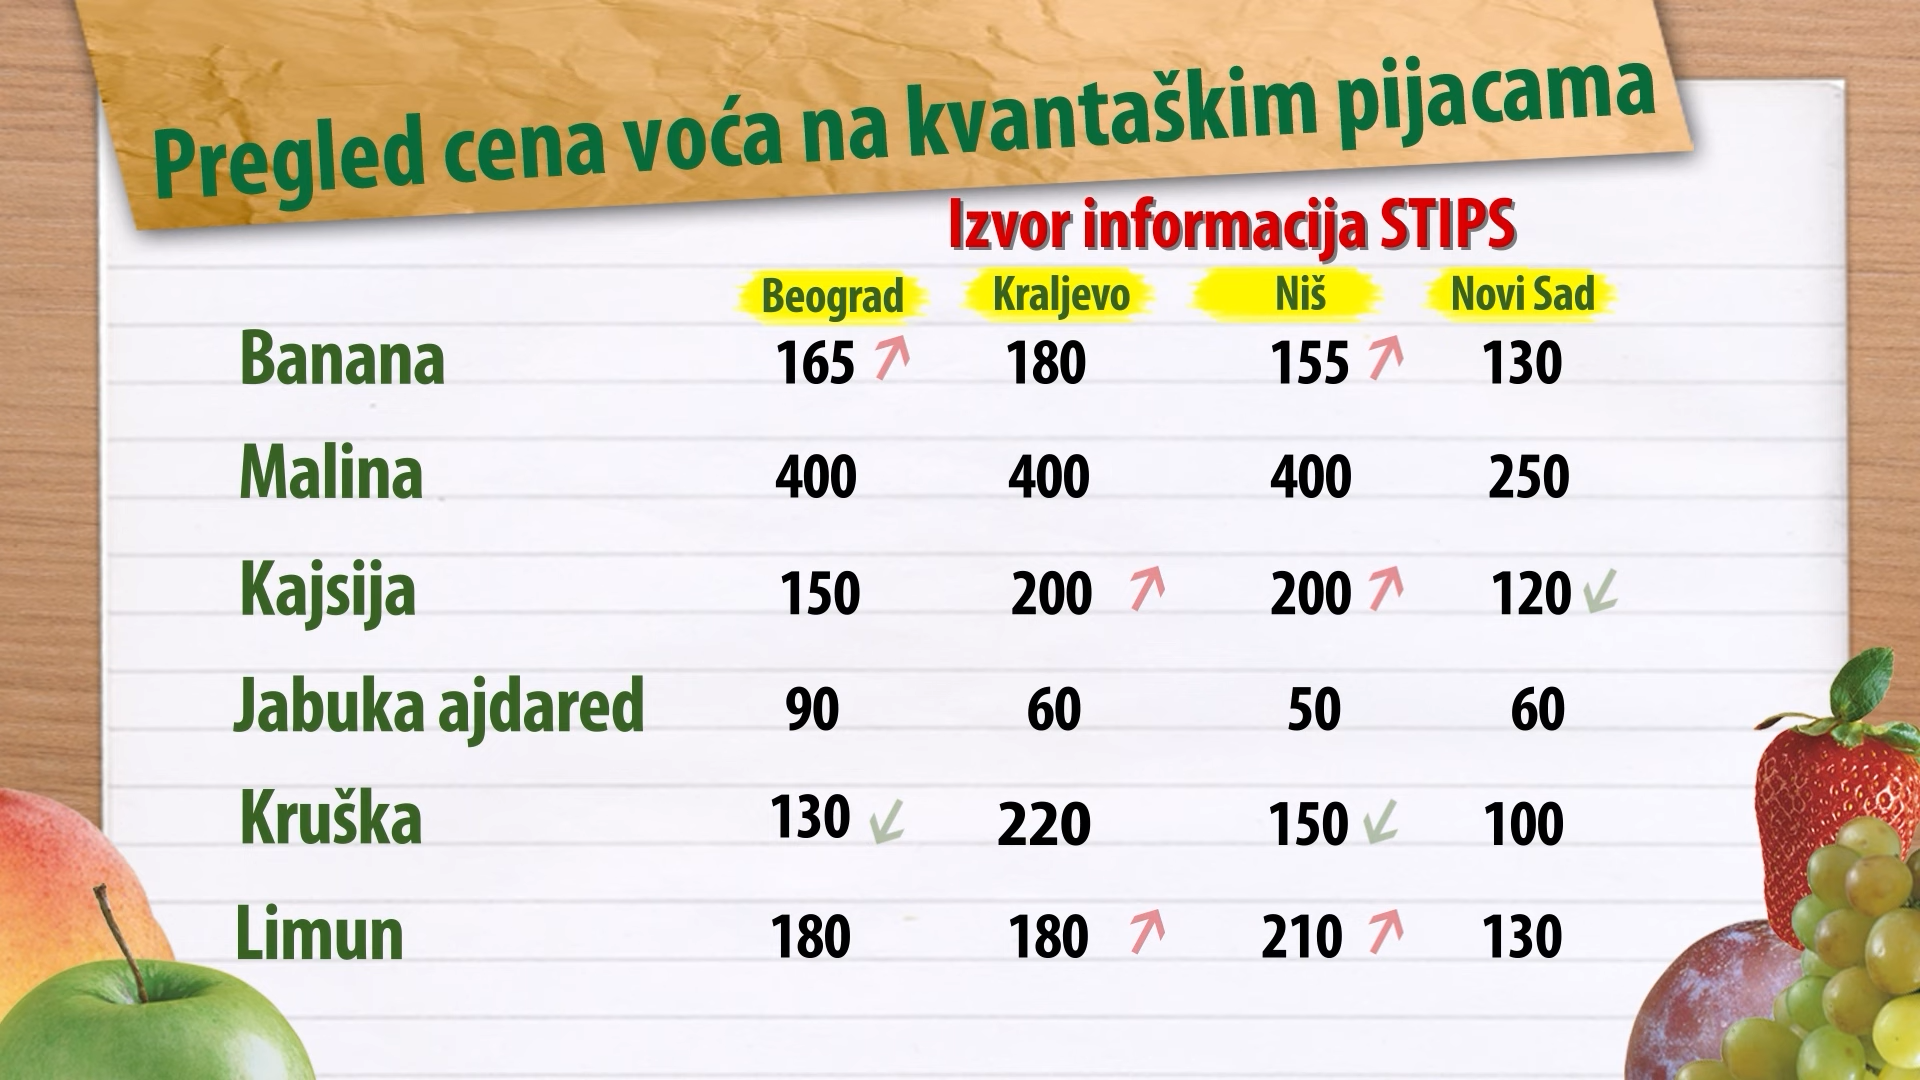 Pregled cena voća na kvantaškim pijacama
Izvor informacija STIPS
Beograd Kraljevo Niš Novi Sad
Banana 165 180 155 130
Malina 400 400 400 250
Kajsija 150 200 200 120
Jabuka ajdared 90 60 50 60
Kruška 130 220 150 100
Limun 180 180 210 130